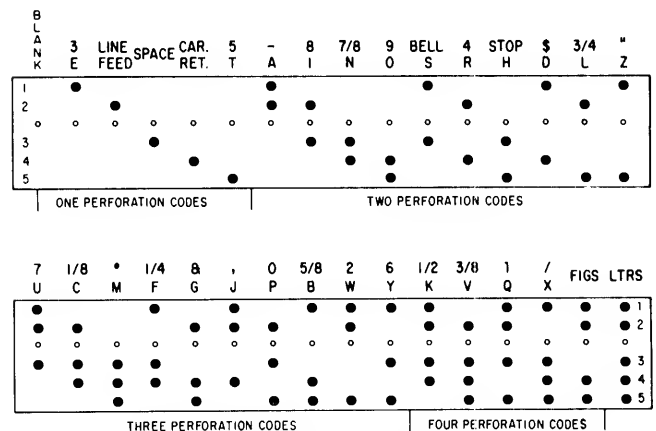 BLANK
3 LINE SPACE CAR. 5 - 8 7/8 9 BELL 4 STOP $ 3/4 "
E FEED RET. T A I N O S R H D L Z
1
2
3
4
5
ONE PERFORATION CODES TWO PERFORATION CODES
7 1/8 • 1/4 & , 0 5/8 2 6 1/2 3/8 1 / FIGS LTRS
U C M F G J P B W Y K V Q X
1
2
3
4
5
THREE PERFORATION CODES FOUR PERFORATION CODES